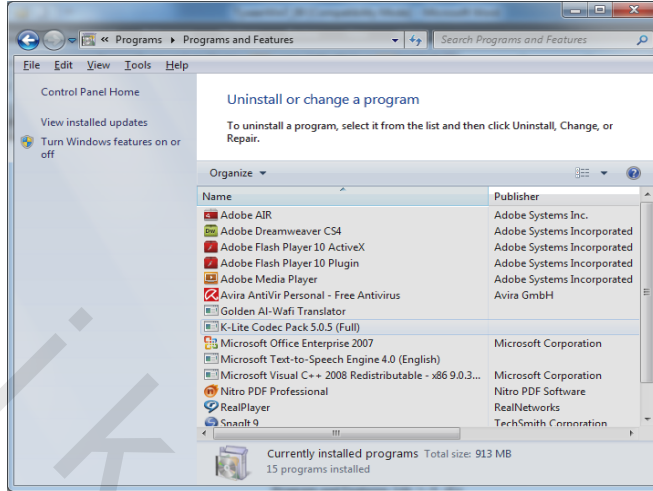 « Programs ▸ Programs and Features
Search Programs and Features
File Edit View Tools Help
Control Panel Home
View installed updates
Turn Windows features on or
off
Uninstall or change a program
To uninstall a program, select it from the list and then click Uninstall, Change, or
Repair.
Organize
Name Publisher
Adobe AIR Adobe Systems Inc.
Adobe Dreamweaver CS4 Adobe Systems Incorporated
Adobe Flash Player 10 ActiveX Adobe Systems Incorporated
Adobe Flash Player 10 Plugin Adobe Systems Incorporated
Adobe Media Player Adobe Systems Incorporated
Avira AntiVir Personal - Free Antivirus Avira GmbH
Golden Al-Wafi Translator
K-Lite Codec Pack 5.0.5 (Full)
Microsoft Office Enterprise 2007 Microsoft Corporation
Microsoft Text-to-Speech Engine 4.0 (English)
Microsoft Visual C++ 2008 Redistributable - x86 9.0.3... Microsoft Corporation
Nitro PDF Professional Nitro PDF Software
RealPlayer RealNetworks
SnagIt 9 TechSmith Corporation
Currently installed programs Total size: 913 MB
15 programs installed